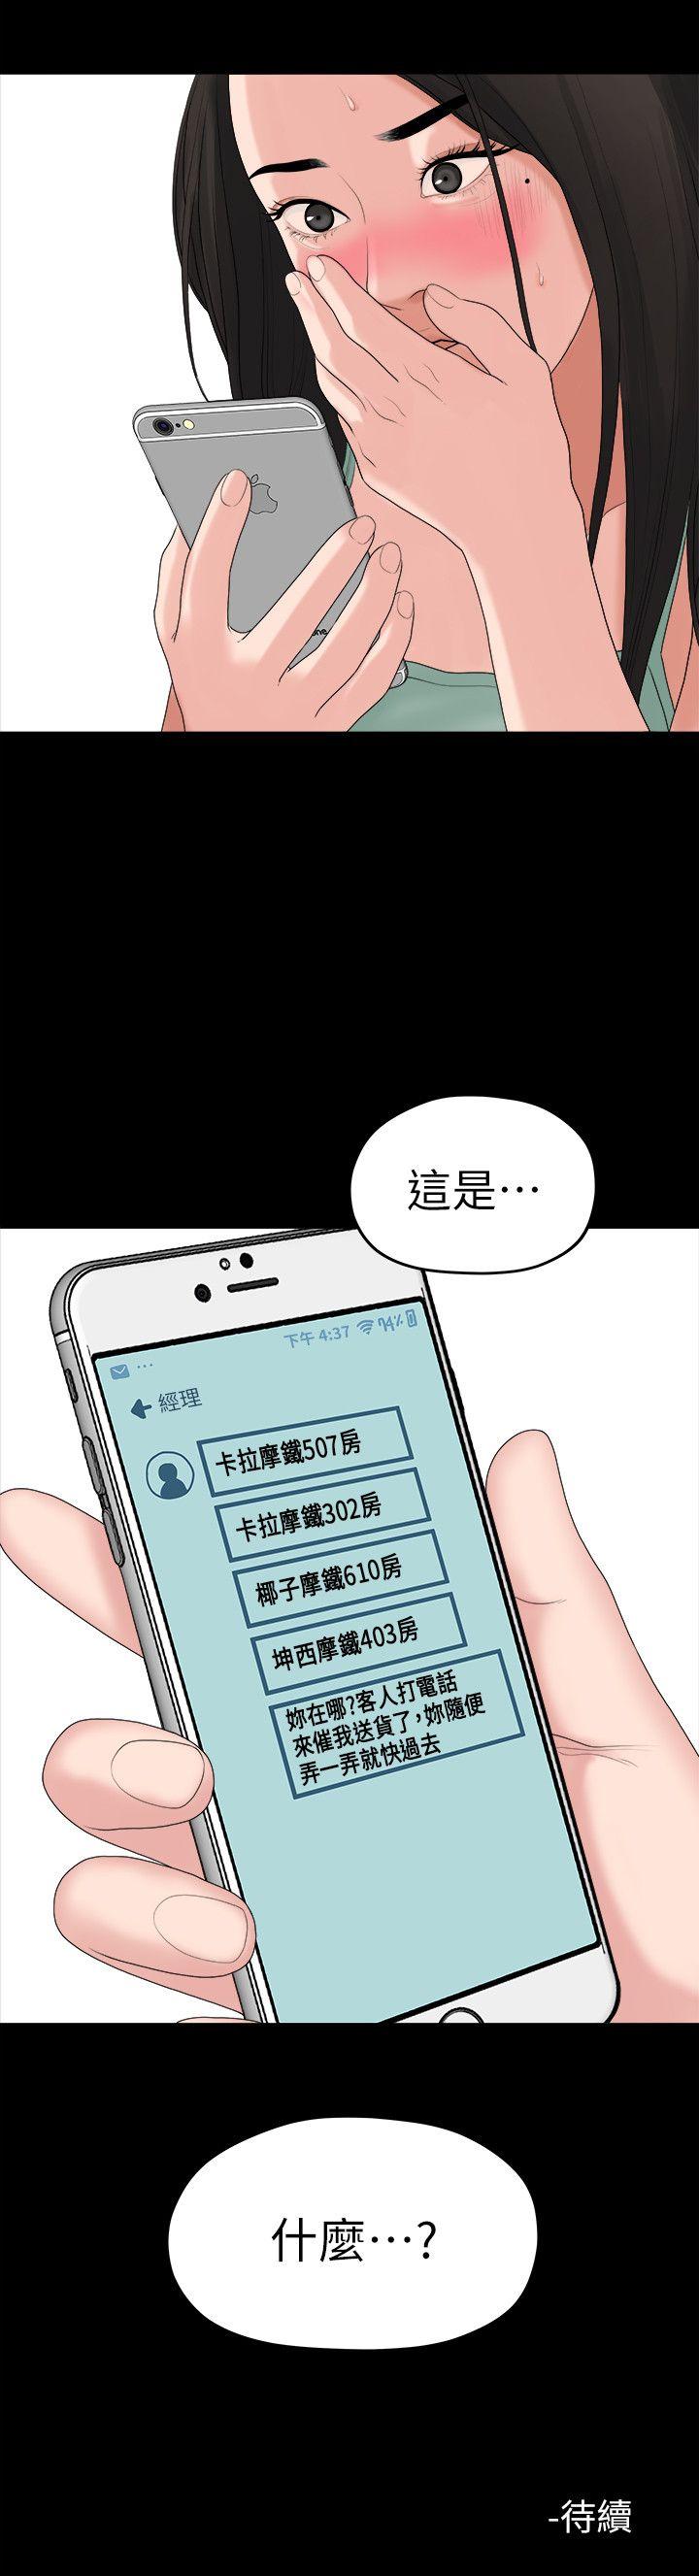 這是…
下午 4:37 74%
…
經理
卡拉摩鐵507房
卡拉摩鐵302房
椰子摩鐵610房
坤西摩鐵403房
妳在哪?客人打電話
來催我送貨了,妳隨便
弄一弄就快過去
什麼…?
-待續